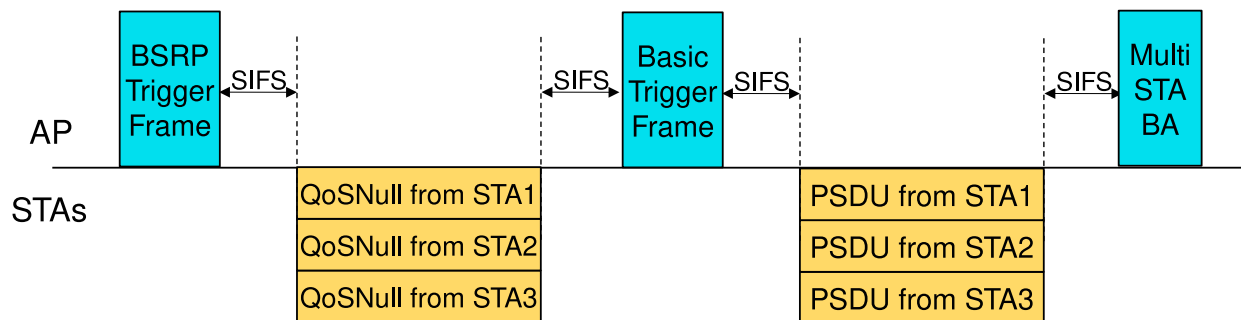 BSRP
Trigger
Frame
SIFS
SIFS
Basic
Trigger
Frame
SIFS
SIFS
Multi
STA
BA
AP
STAs
QoSNull from STA1
QoSNull from STA2
QoSNull from STA3
PSDU from STA1
PSDU from STA2
PSDU from STA3